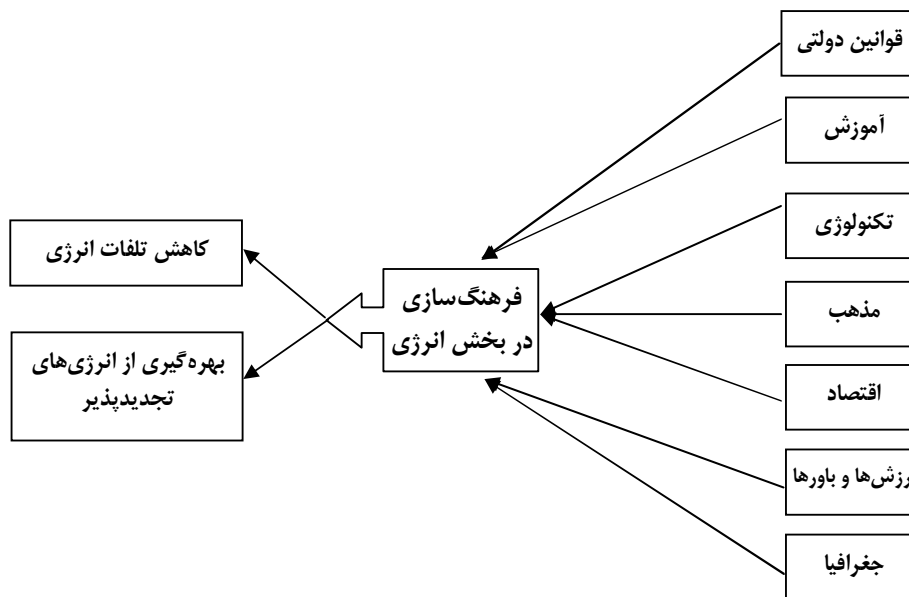 قوانین دولتی
آموزش
تکنولوژی
مذهب
اقتصاد
رزش‌ها و باورها
جغرافیا
فرهنگ‌سازی
در بخش انرژی
کاهش تلفات انرژی
بهره‌گیری از انرژی‌های
تجدیدپذیر